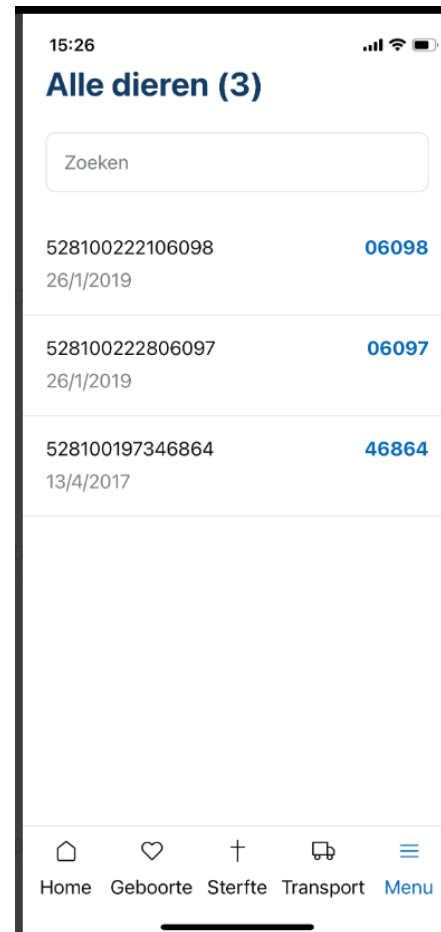 15:26
Alle dieren (3)
Zoeken
528100222106098 06098
26/1/2019
528100222806097 06097
26/1/2019
528100197346864 46864
13/4/2017
Home Geboorte Sterfte Transport Menu